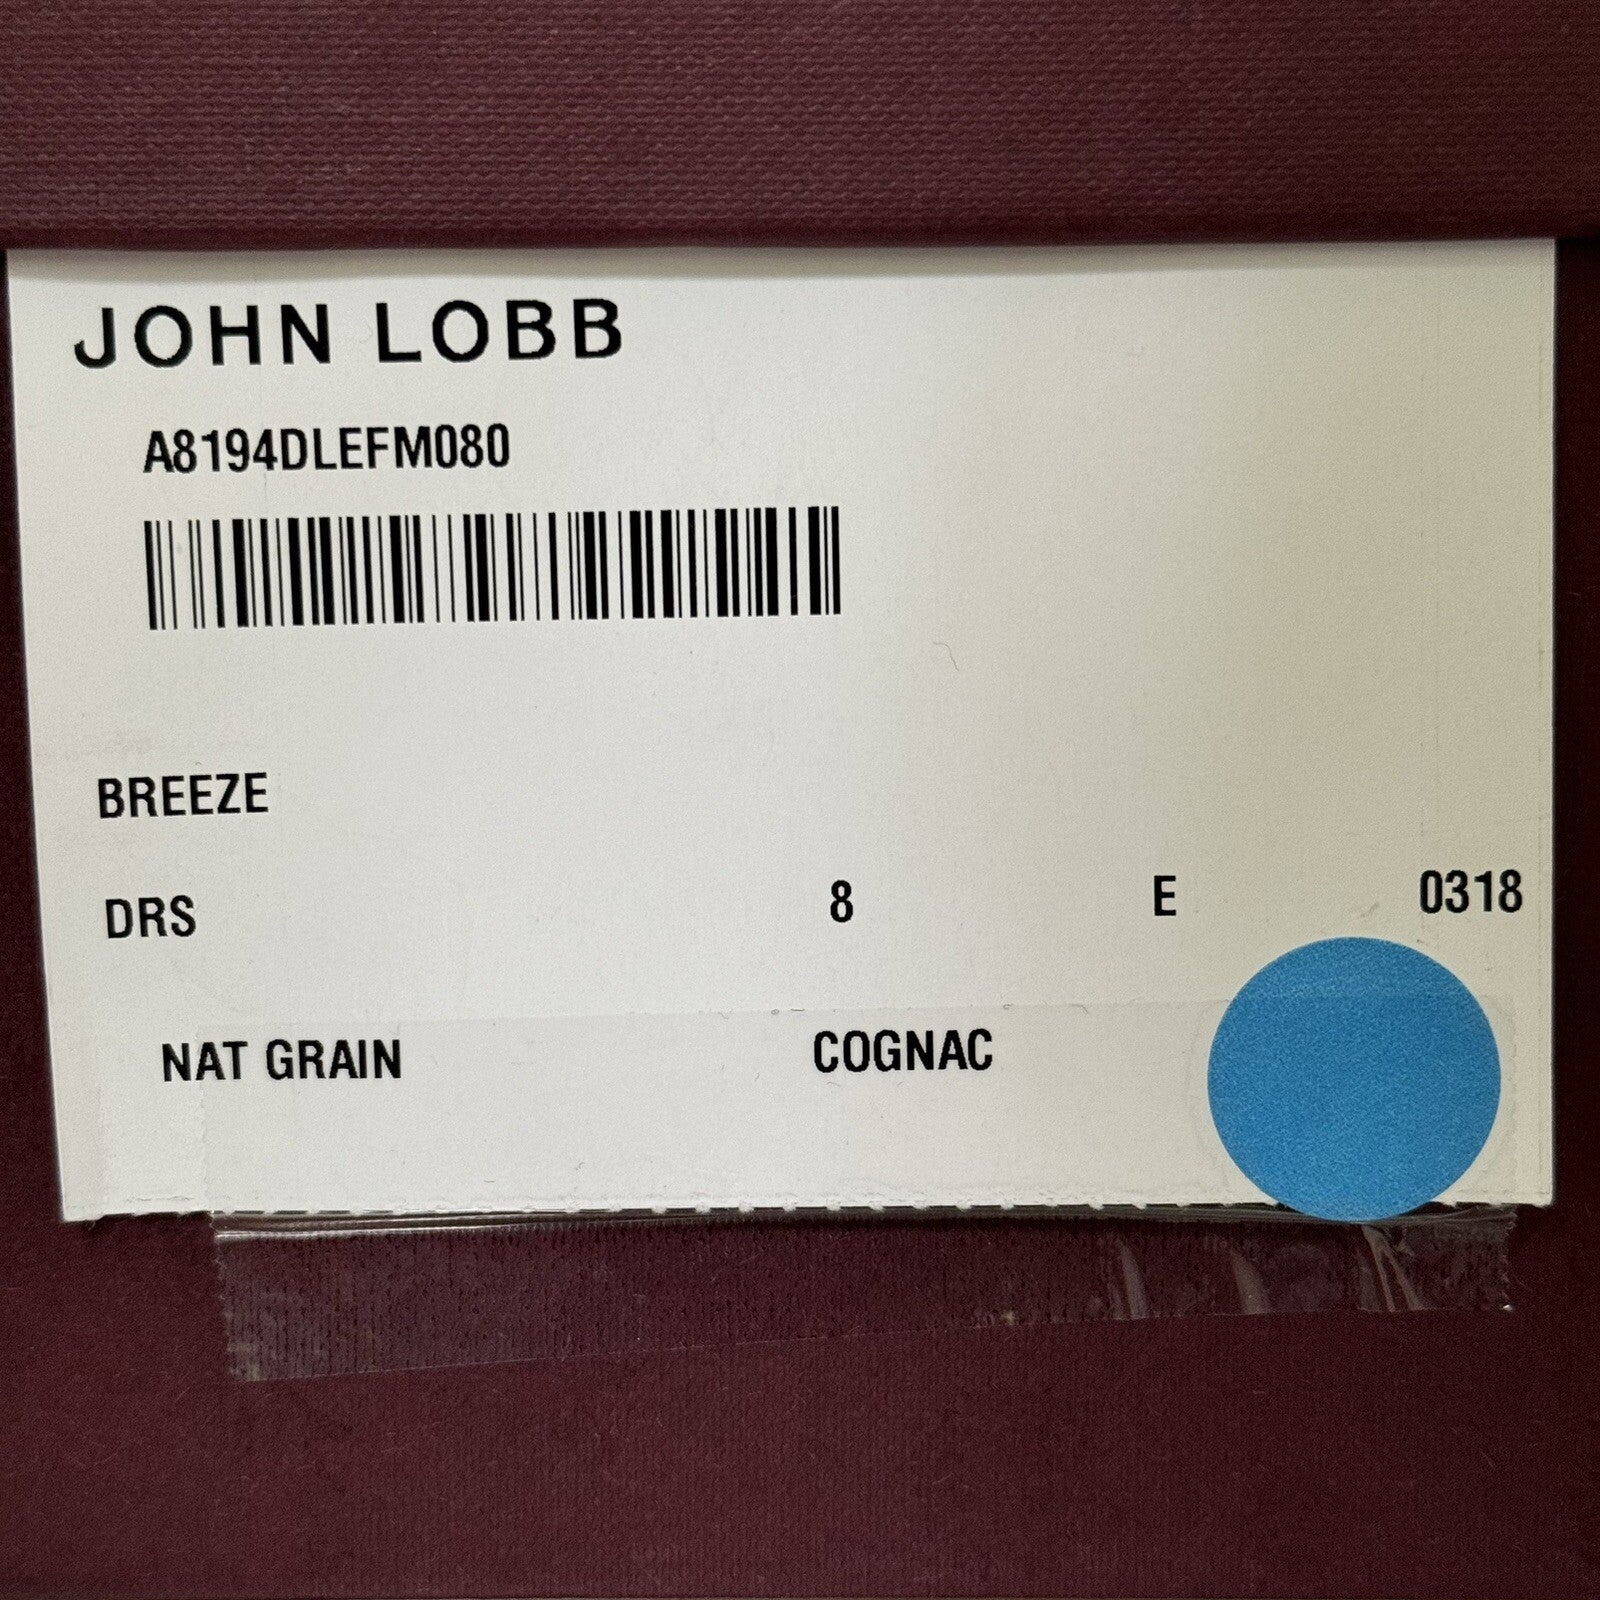 JOHN LOBB
A8194DLEFM080
BREEZE
DRS 8 E 0318
NAT GRAIN COGNAC